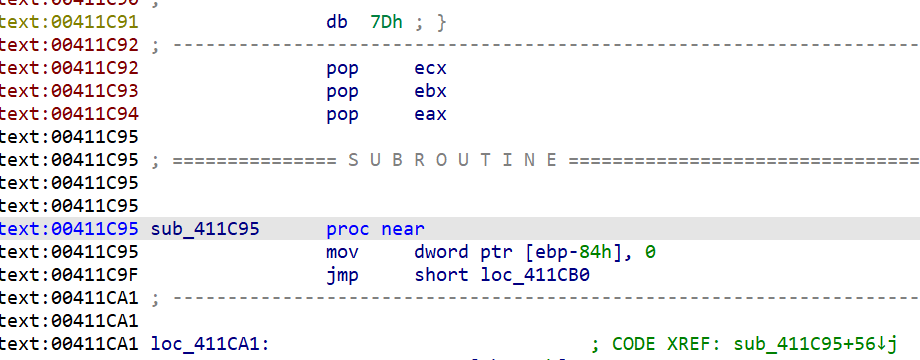 text:00411C90 ;
text:00411C91 db 7Dh ; }
text:00411C92 ; ---------------------------------------------------------------------------
text:00411C92 pop ecx
text:00411C93 pop ebx
text:00411C94 pop eax
text:00411C95
text:00411C95 ; =============== S U B R O U T I N E =======================================
text:00411C95
text:00411C95
text:00411C95 sub_411C95 proc near
text:00411C95 mov dword ptr [ebp-84h], 0
text:00411C9F jmp short loc_411CB0
text:00411CA1 ; ---------------------------------------------------------------------------
text:00411CA1
text:00411CA1 loc_411CA1: ; CODE XREF: sub_411C95+56↓j